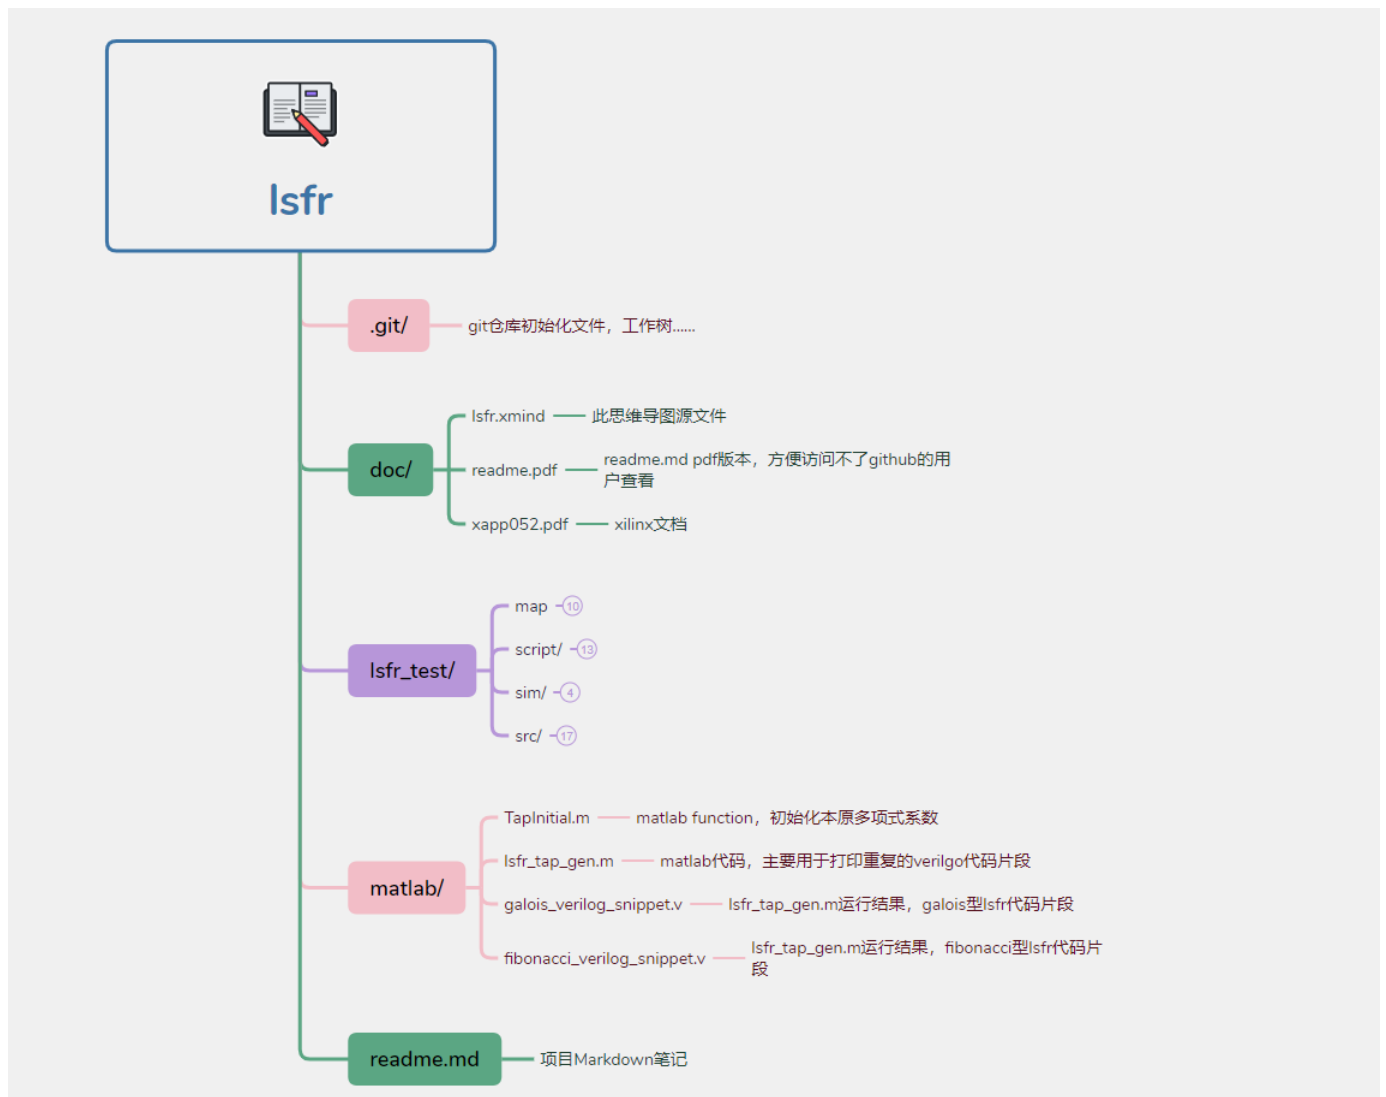 lsfr
.git/
git仓库初始化文件，工作树......
lsfr.xmind
此思维导图源文件
doc/
readme.pdf
readme.md pdf版本，方便访问不了github的用
户查看
xapp052.pdf
xilinx文档
map
10
script/
13
lsfr_test/
sim/
4
src/
17
TapInitial.m
matlab function，初始化本原多项式系数
lsfr_tap_gen.m
matlab代码，主要用于打印重复的verilgo代码片段
matlab/
galois_verilog_snippet.v
lsfr_tap_gen.m运行结果，galois型lsfr代码片段
fibonacci_verilog_snippet.v
lsfr_tap_gen.m运行结果，fibonacci型lsfr代码片
段
readme.md
项目Markdown笔记